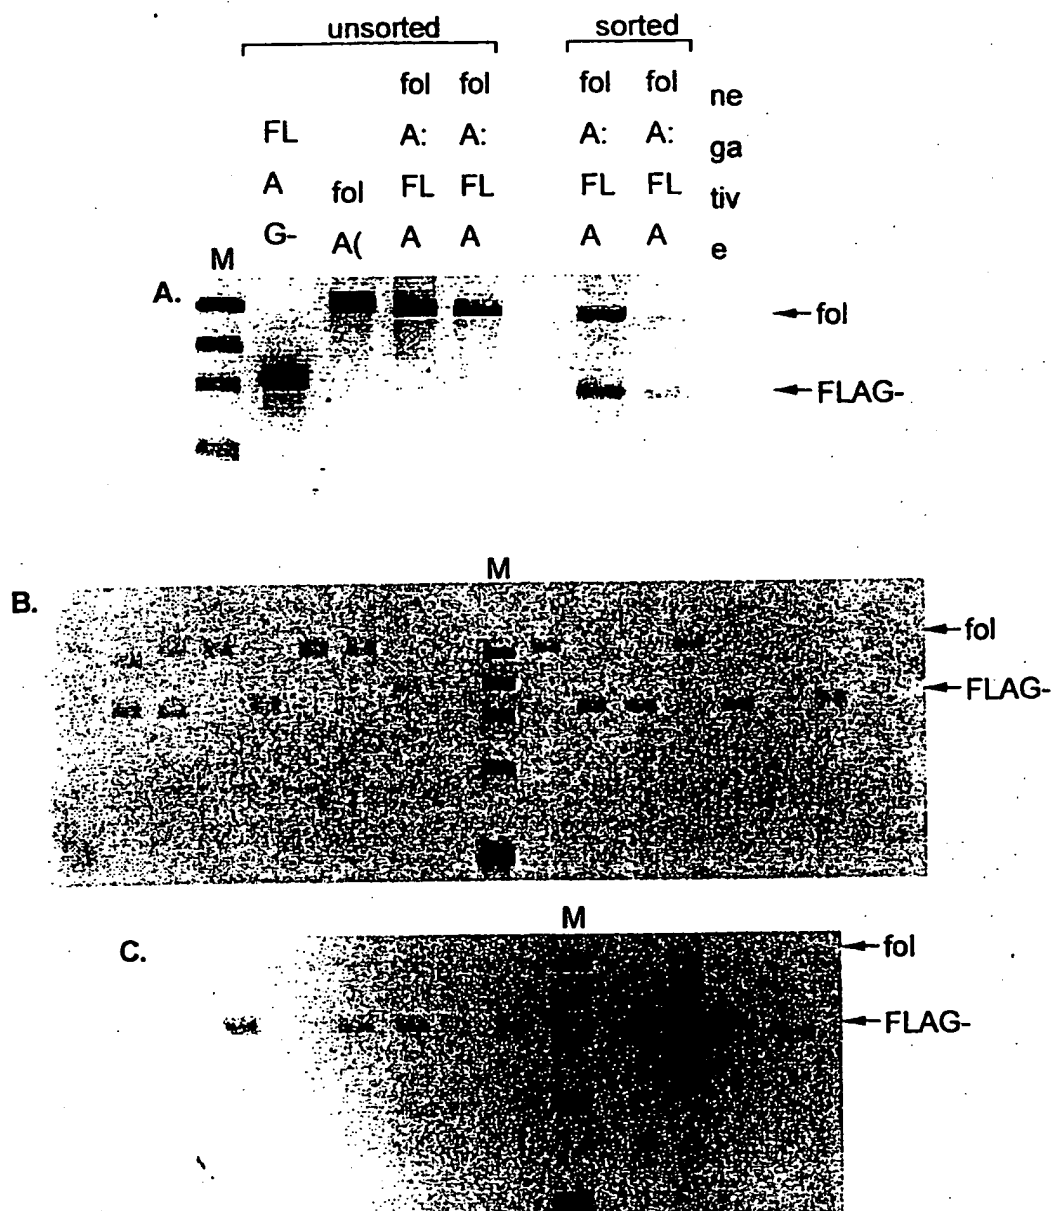 unsorted sorted
fol fol fol fol ne
FL A: A: A: A: ga
A fol FL FL FL FL tiv
G- A( A A A A e
M
A.
fol
FLAG-
M
B.
fol
FLAG-
M
C.
fol
FLAG-